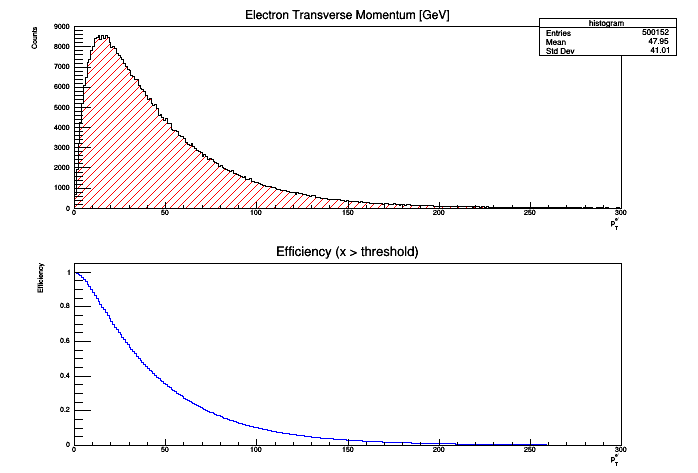 Electron Transverse Momentum [GeV]
histogram
Entries 500152
Mean 47.95
Std Dev 41.01
Counts
9000
8000
7000
6000
5000
4000
3000
2000
1000
0
0 50 100 150 200 250 300
p_T^e-
Efficiency (x > threshold)
Efficiency
1
0.8
0.6
0.4
0.2
0
0 50 100 150 200 250 300
p_T^e-